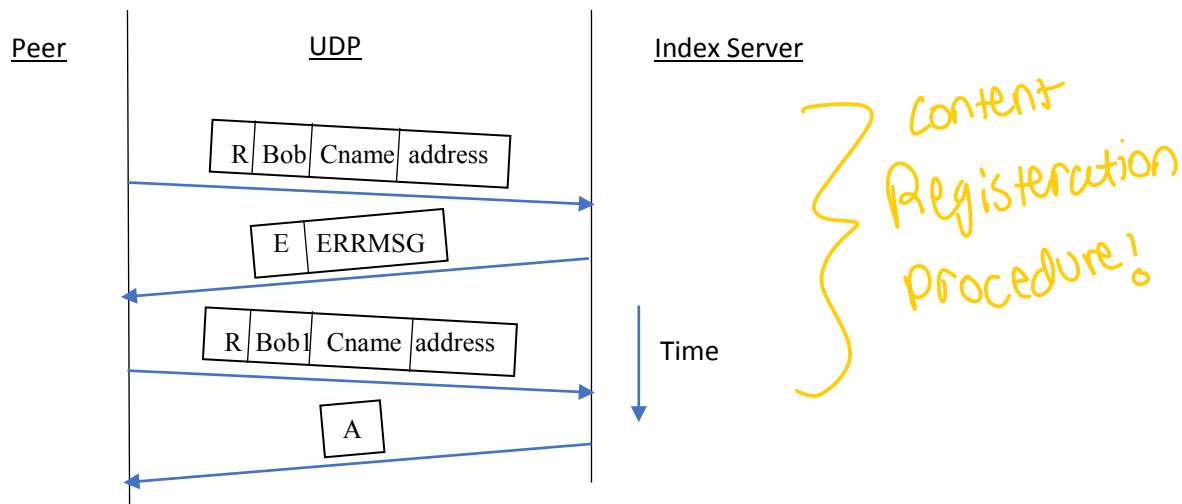 Peer UDP Index Server
R Bob Cname address
E ERRMSG
R Bob1 Cname address
A
Time
Content
Registeration
procedure!